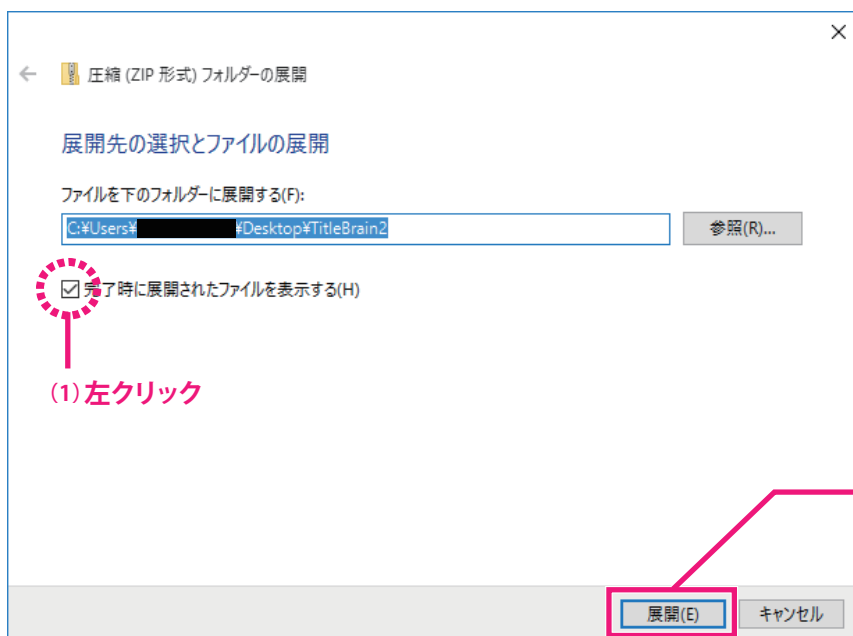 圧縮 (ZIP 形式) フォルダーの展開
展開先の選択とファイルの展開
ファイルを下のフォルダーに展開する(F):
C:¥Users¥ ¥Desktop¥TitleBrain2
参照(R)...
完了時に展開されたファイルを表示する(H)
(1)左クリック
展開(E)
キャンセル